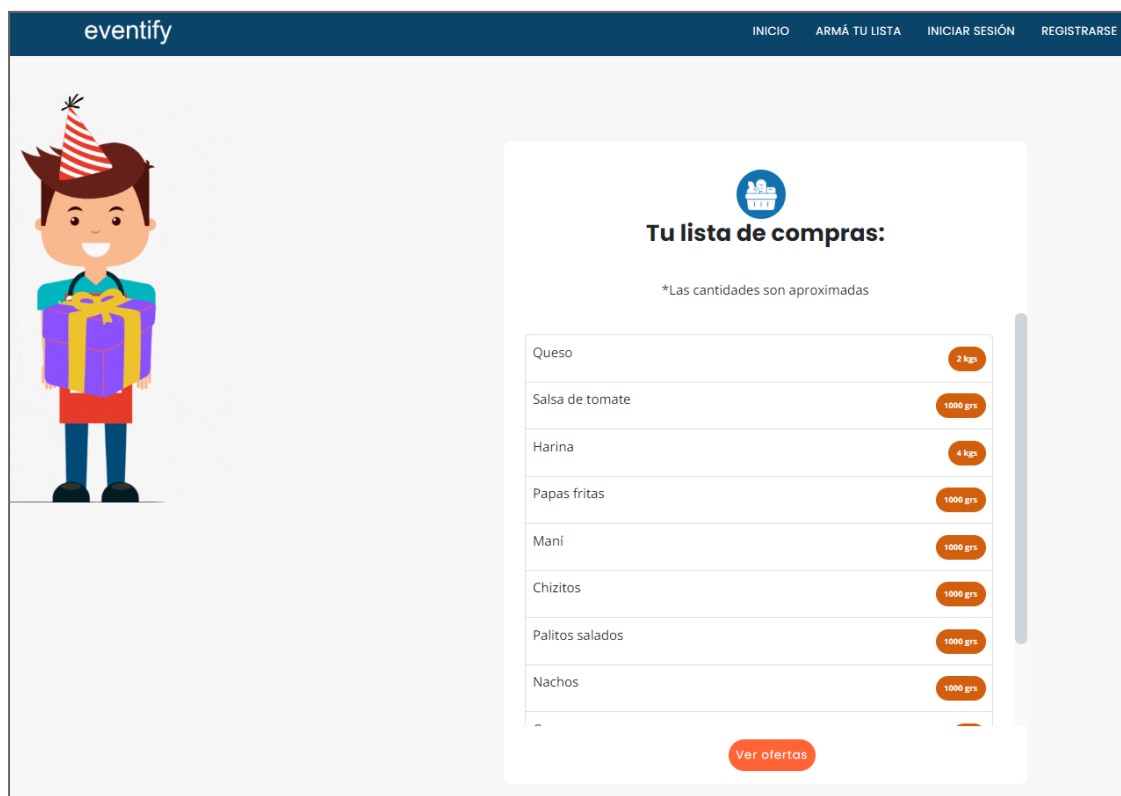 eventify
INICIO ARMÁ TU LISTA INICIAR SESIÓN REGISTRARSE
Tu lista de compras:
*Las cantidades son aproximadas
Queso 2 kgs
Salsa de tomate 1000 grs
Harina 4 kgs
Papas fritas 1000 grs
Maní 1000 grs
Chizitos 1000 grs
Palitos salados 1000 grs
Nachos 1000 grs
Ver ofertas